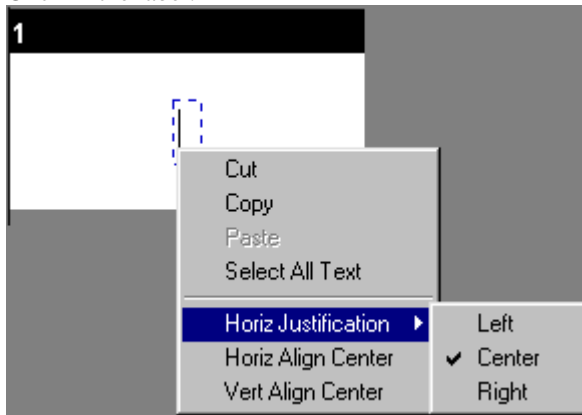 1
Cut
Copy
Paste
Select All Text
Horiz Justification
Left
Horiz Align Center
Center
Vert Align Center
Right